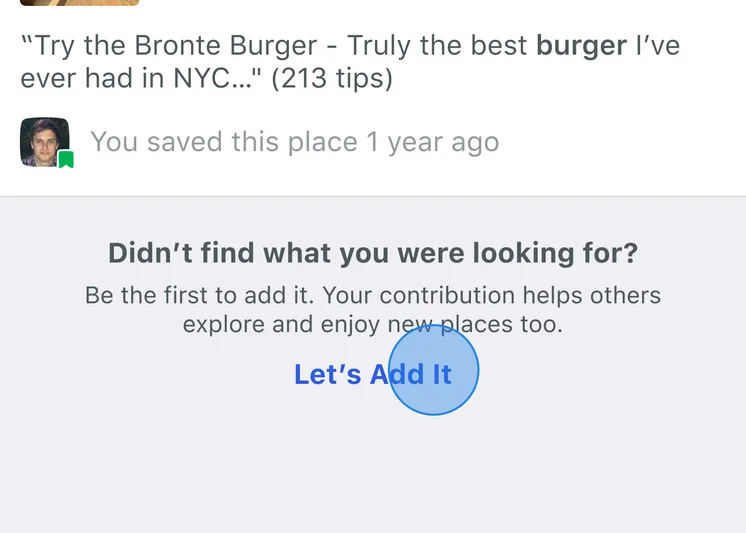 “Try the Bronte Burger - Truly the best burger I’ve
ever had in NYC..." (213 tips)
You saved this place 1 year ago
Didn’t find what you were looking for?
Be the first to add it. Your contribution helps others
explore and enjoy new places too.
Let’s Add It